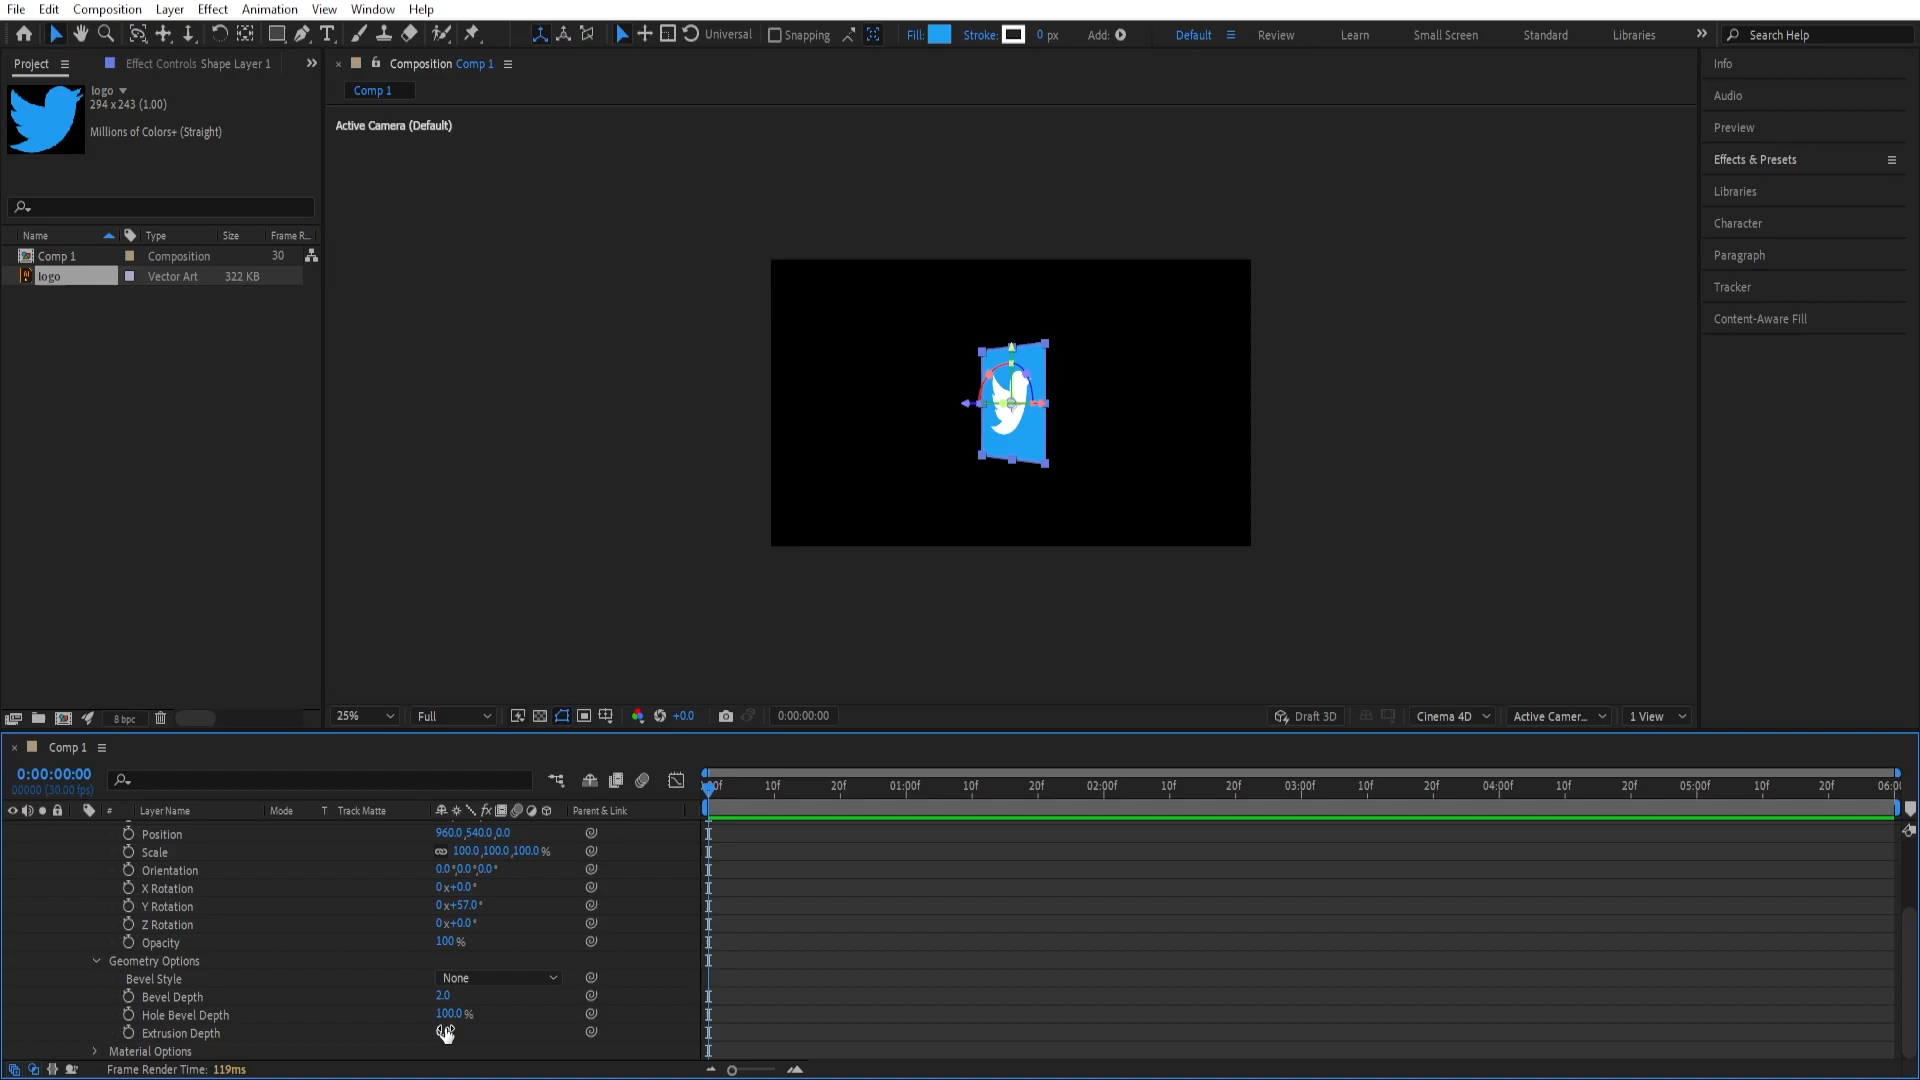 File Edit Composition Layer Effect Animation View Window Help
Universal Snapping Fill: Stroke: 0 px Add: Default Review Learn Small Screen Standard Libraries Search Help
Project Effect Controls Shape Layer 1
Composition Comp 1
Comp 1
Active Camera (Default)
logo
294 x 243 (1.00)
Millions of Colors+ (Straight)
Name Type Size Frame R...
Comp 1 Composition 30
logo Vector Art 322 KB
Info
Audio
Preview
Effects & Presets
Libraries
Character
Paragraph
Tracker
Content-Aware Fill
8 bpc
25% Full +0.0 0:00:00:00 Draft 3D Cinema 4D Active Camer... 1 View
Comp 1
0:00:00:00
00000 (30.00 fps)
10f 20f 01:00f 10f 20f 02:00f 10f 20f 03:00f 10f 20f 04:00f 10f 20f 05:00f 10f 20f 06:00
# Layer Name Mode T Track Matte Parent & Link
Position 960.0,540.0,0.0
Scale 100.0,100.0,100.0 %
Orientation 0.0°,0.0°,0.0°
X Rotation 0x+0.0°
Y Rotation 0x+57.0°
Z Rotation 0x+0.0°
Opacity 100 %
Geometry Options
Bevel Style None
Bevel Depth 2.0
Hole Bevel Depth 100.0 %
Extrusion Depth
Material Options
Frame Render Time: 119ms